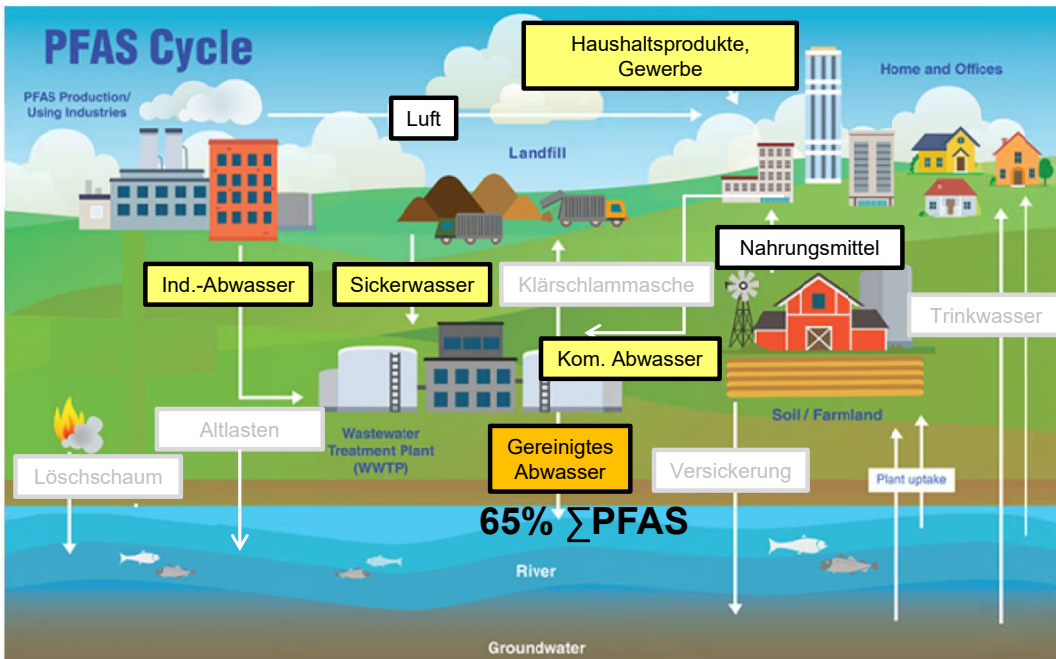 PFAS Cycle
Haushaltsprodukte,
Gewerbe
Home and Offices
PFAS Production/
Using Industries
Luft
Landfill
Nahrungsmittel
Ind.-Abwasser
Sickerwasser
Klärschlammasche
Trinkwasser
Kom. Abwasser
Altlasten
Wastewater
Treatment Plant
(WWTP)
Soil / Farmland
Gereinigtes
Abwasser
Löschschaum
Versickerung
Plant uptake
65% ∑PFAS
River
Groundwater